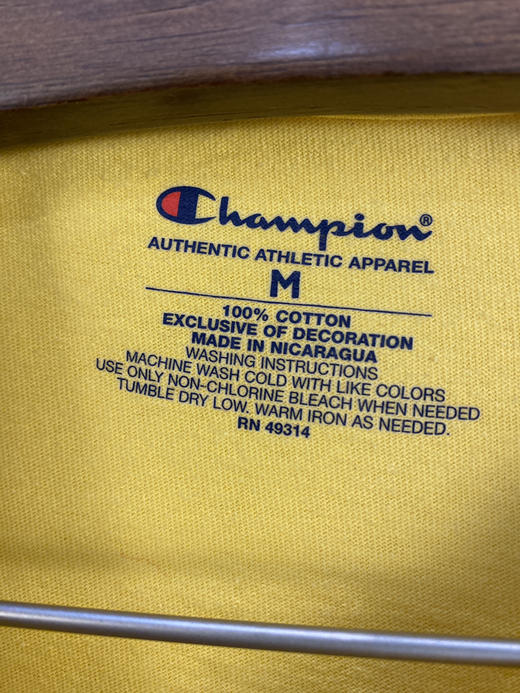 Champion®
AUTHENTIC ATHLETIC APPAREL
M
100% COTTON
EXCLUSIVE OF DECORATION
MADE IN NICARAGUA
WASHING INSTRUCTIONS
MACHINE WASH COLD WITH LIKE COLORS
USE ONLY NON-CHLORINE BLEACH WHEN NEEDED
TUMBLE DRY LOW. WARM IRON AS NEEDED.
RN 49314